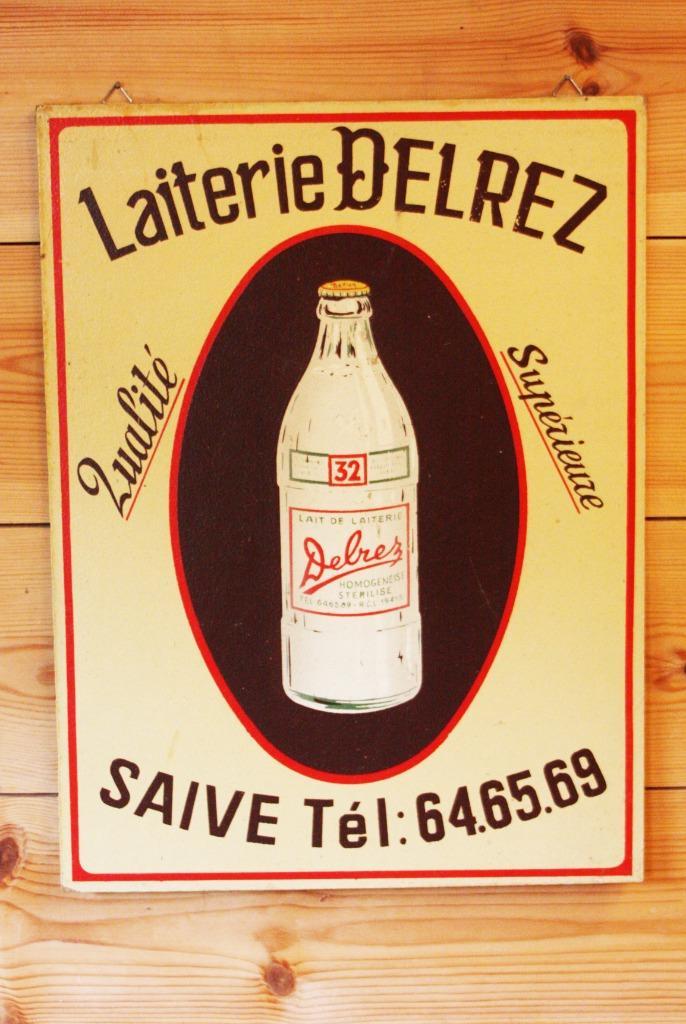 Laiterie DELREZ
Qualité
Supérieure
32
LAIT DE LAITERIE
Delrez
HOMOGENEISE
STERILISE
SAIVE Tél: 64.65.69